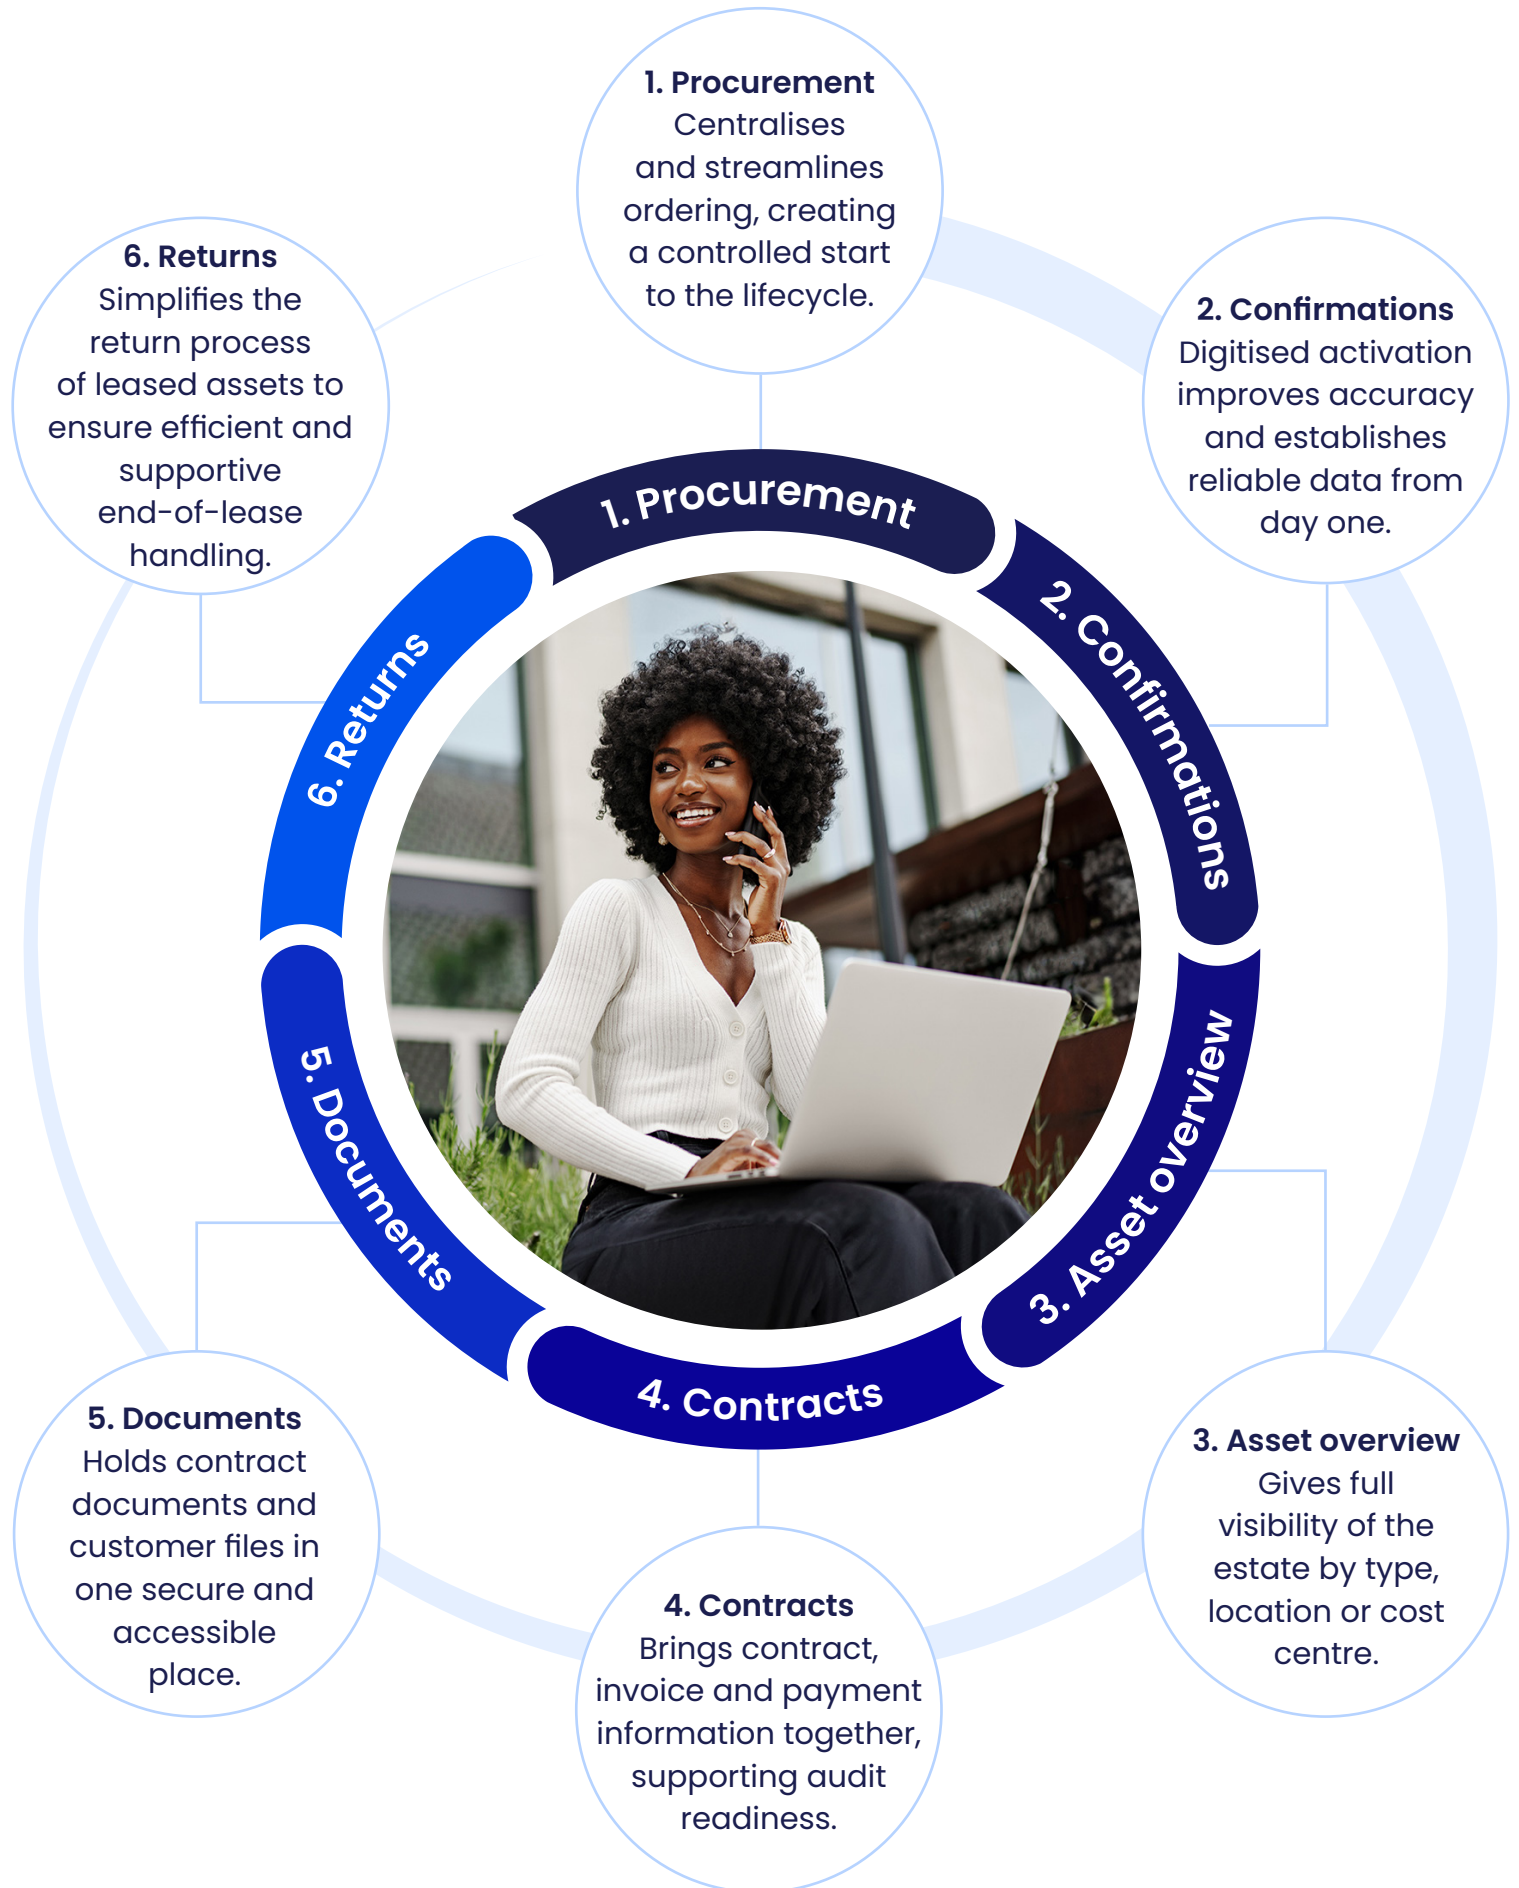 1. Procurement
Centralises
and streamlines
ordering, creating
a controlled start
to the lifecycle.
2. Confirmations
Digitised activation
improves accuracy
and establishes
reliable data from
day one.
3. Asset overview
Gives full
visibility of the
estate by type,
location or cost
centre.
4. Contracts
Brings contract,
invoice and payment
information together,
supporting audit
readiness.
5. Documents
Holds contract
documents and
customer files in
one secure and
accessible
place.
6. Returns
Simplifies the
return process
of leased assets to
ensure efficient and
supportive
end-of-lease
handling.
1. Procurement
2. Confirmations
3. Asset overview
4. Contracts
5. Documents
6. Returns